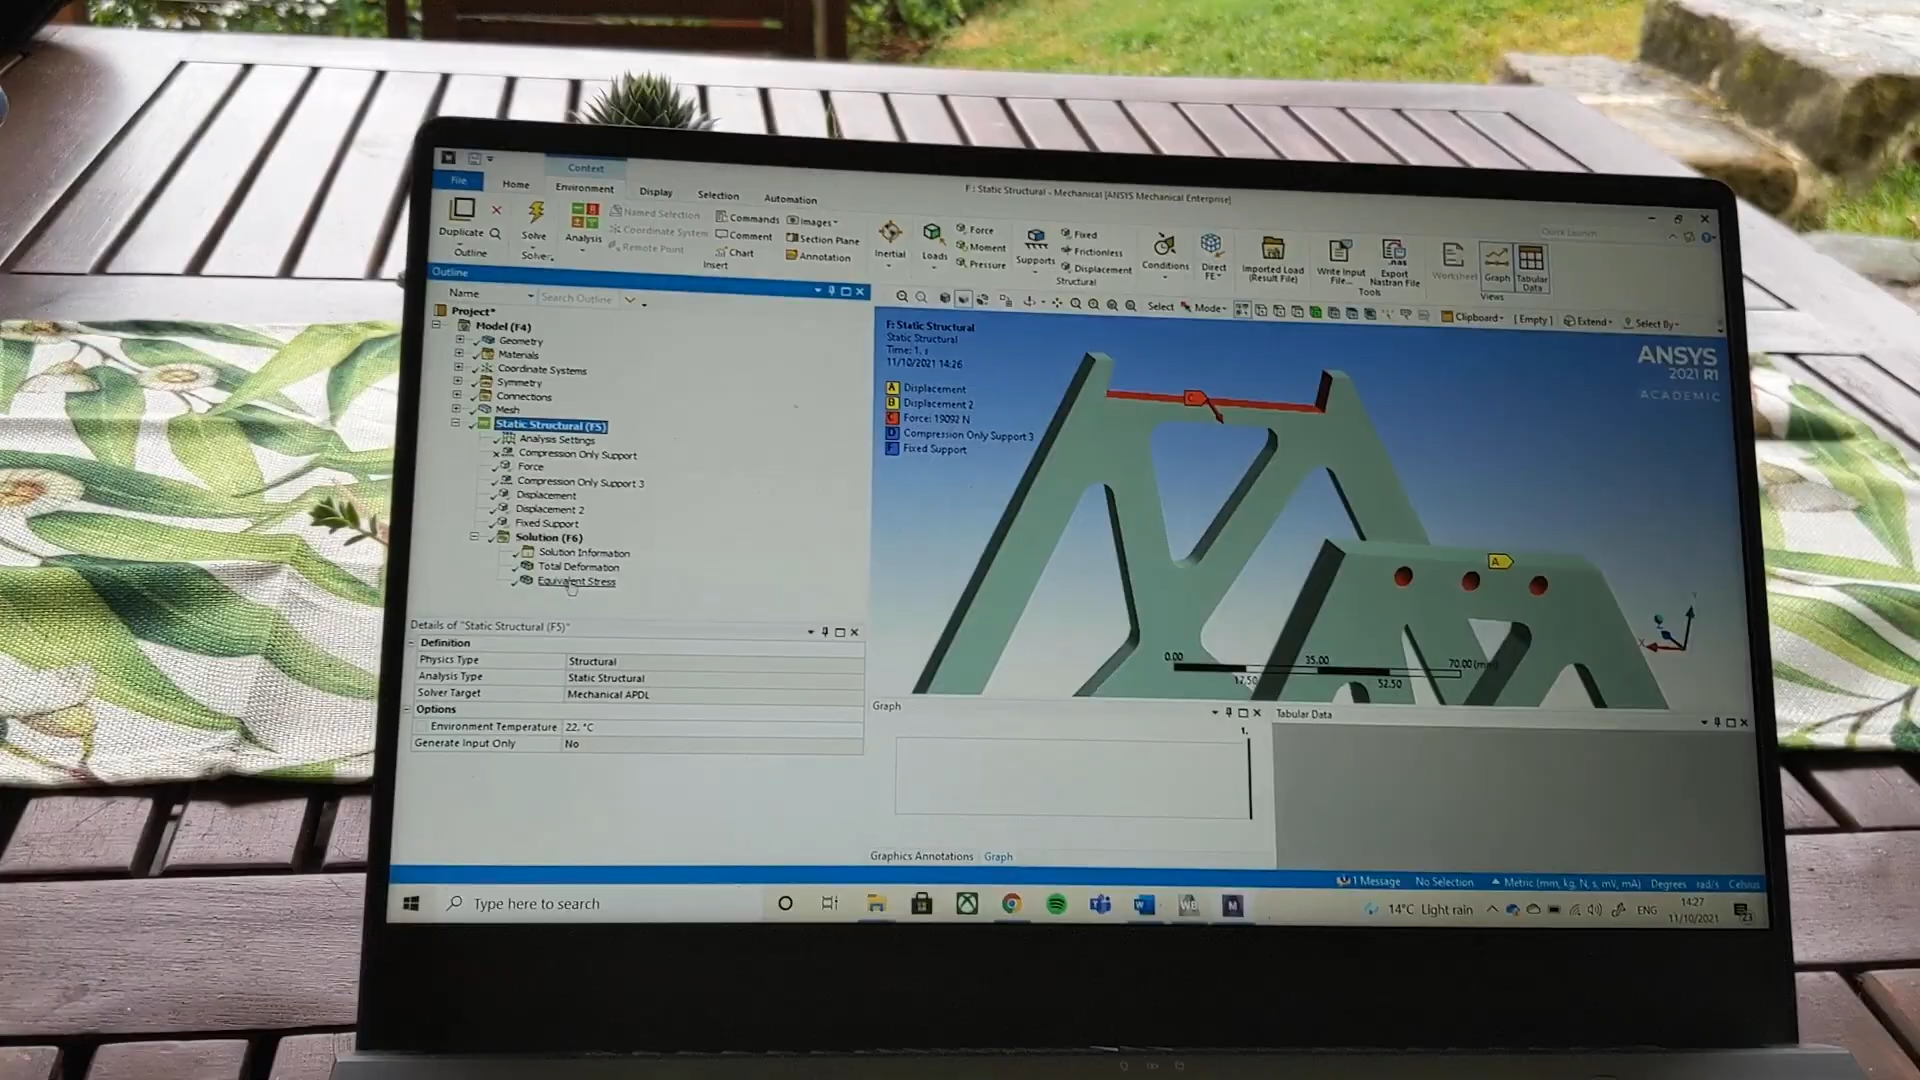 Context
File Home Environment Display Selection Automation
F : Static Structural - Mechanical [ANSYS Mechanical Enterprise]
Duplicate
Outline
Solve
Solver
Analysis
Named Selection
Coordinate System
Remote Point
Commands
Comment
Chart
Images
Section Plane
Annotation
Insert
Inertial
Loads
Force
Moment
Pressure
Supports
Fixed
Frictionless
Displacement
Structural
Conditions
Direct
FE
Imported Load
(Result File)
Write Input
File...
Export
Nastran File
Tools
Worksheet
Graph
Tabular
Data
Views
Quick Launch
Outline
Name Search Outline
Select Mode Clipboard [ Empty ] Extend Select By
Project*
Model (F4)
Geometry
Materials
Coordinate Systems
Symmetry
Connections
Mesh
Static Structural (F5)
Analysis Settings
Compression Only Support
Force
Compression Only Support 3
Displacement
Displacement 2
Fixed Support
Solution (F6)
Solution Information
Total Deformation
Equivalent Stress
F: Static Structural
Static Structural
Time: 1. s
11/10/2021 14:26
A Displacement
B Displacement 2
C Force: 19092 N
D Compression Only Support 3
F Fixed Support
ANSYS
2021 R1
ACADEMIC
C
A
Y
X
0.00 35.00 70.00 (mm)
17.50 52.50
Details of "Static Structural (F5)"
Definition
Physics Type Structural
Analysis Type Static Structural
Solver Target Mechanical APDL
Options
Environment Temperature 22. °C
Generate Input Only No
Graph
1.
Tabular Data
Graphics Annotations Graph
1 Message No Selection Metric (mm, kg, N, s, mV, mA) Degrees rad/s Celsius
Type here to search
14°C Light rain
ENG
14:27
11/10/2021
23